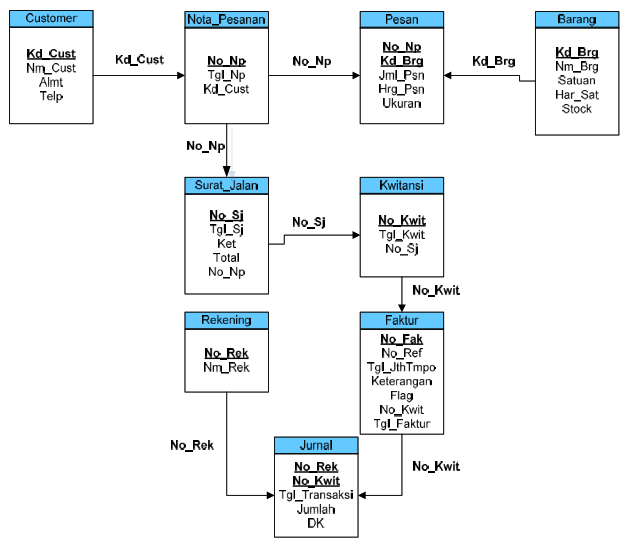 Customer
Kd_Cust
Nm_Cust
Almt
Telp
Kd_Cust
Nota_Pesanan
No_Np
Tgl_Np
Kd_Cust
No_Np
Pesan
No_Np
Kd_Brg
Jml_Psn
Hrg_Psn
Ukuran
Kd_Brg
Barang
Kd_Brg
Nm_Brg
Satuan
Har_Sat
Stock
No_Np
Surat_Jalan
No_Sj
Tgl_Sj
Ket
Total
No_Np
No_Sj
Kwitansi
No_Kwit
Tgl_Kwit
No_Sj
No_Kwit
Rekening
No_Rek
Nm_Rek
Faktur
No_Fak
No_Ref
Tgl_JthTmpo
Keterangan
Flag
No_Kwit
Tgl_Faktur
No_Rek
Jurnal
No_Rek
No_Kwit
Tgl_Transaksi
Jumlah
DK
No_Kwit